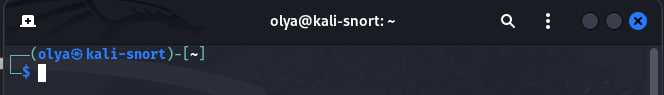 olya@kali-snort: ~
┌──(olya㉿kali-snort)-[~]
└─$